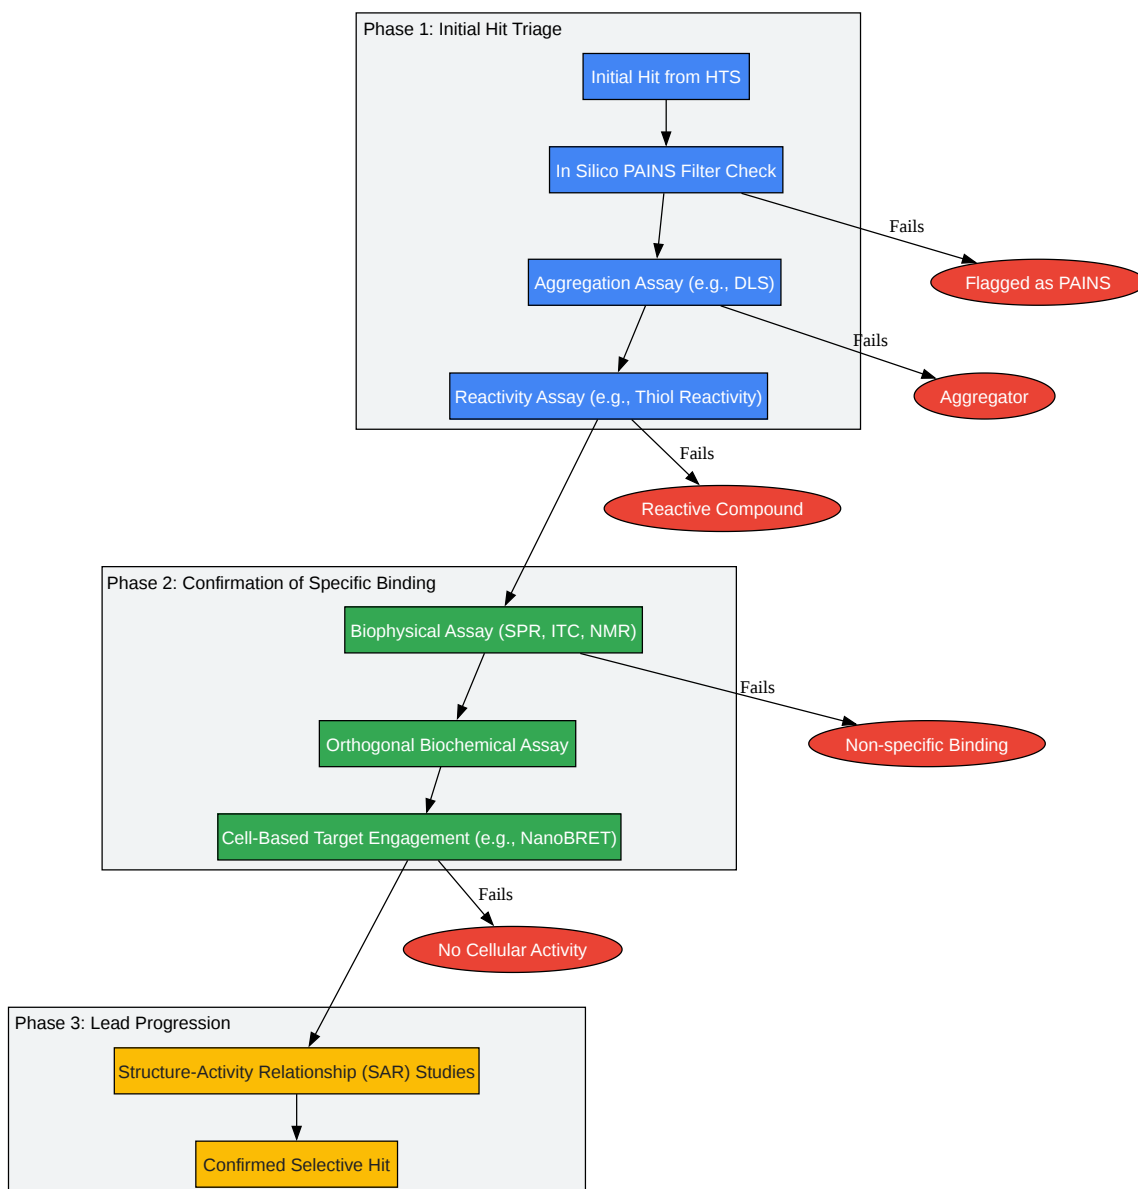 Phase 1: Initial Hit Triage
Initial Hit from HTS
In Silico PAINS Filter Check
Fails
Aggregation Assay (e.g., DLS)
Flagged as PAINS
Fails
Reactivity Assay (e.g., Thiol Reactivity)
Aggregator
Fails
Reactive Compound
Phase 2: Confirmation of Specific Binding
Biophysical Assay (SPR, ITC, NMR)
Fails
Orthogonal Biochemical Assay
Non-specific Binding
Cell-Based Target Engagement (e.g., NanoBRET)
Fails
No Cellular Activity
Phase 3: Lead Progression
Structure-Activity Relationship (SAR) Studies
Confirmed Selective Hit